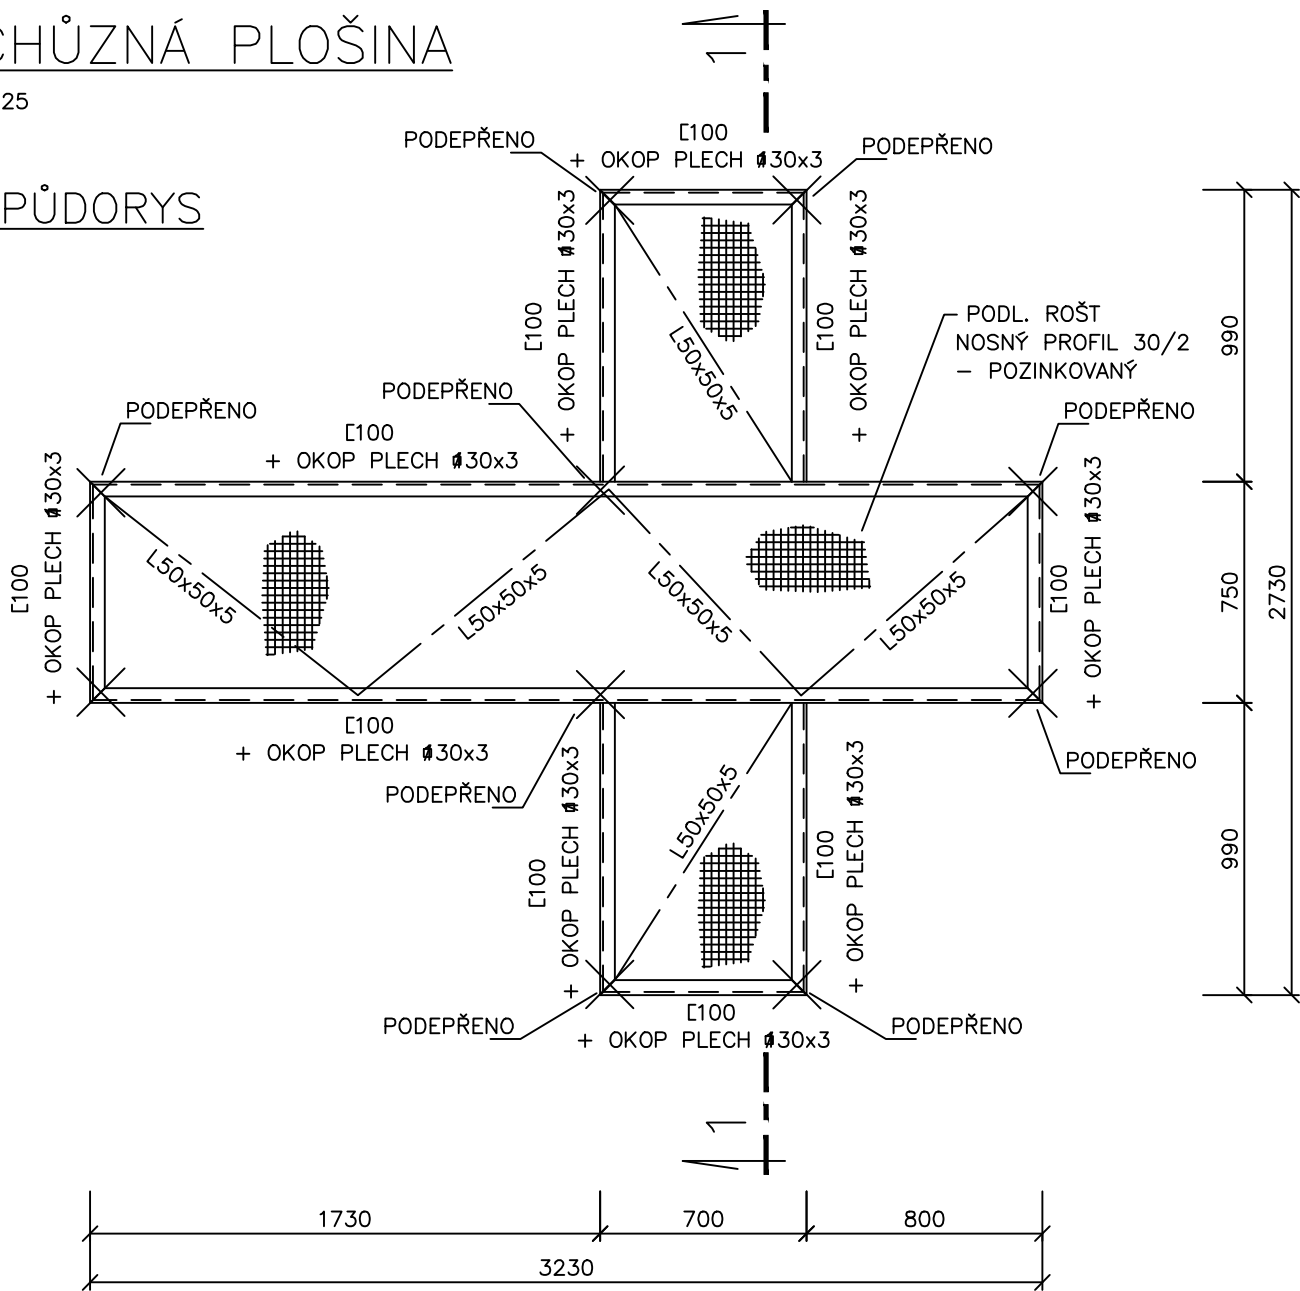 CHŮZNÁ PLOŠINA
25
PŮDORYS
1
PODEPŘENO
[100
+ OKOP PLECH 130x3
PODEPŘENO
[100
+ OKOP PLECH 130x3
[100
+ OKOP PLECH 130x3
L50x50x5
PODL. ROŠT
NOSNÝ PROFIL 30/2
– POZINKOVANÝ
990
PODEPŘENO
PODEPŘENO
PODEPŘENO
[100
+ OKOP PLECH 130x3
[100
+ OKOP PLECH 130x3
L50x50x5
L50x50x5
L50x50x5
L50x50x5
[100
+ OKOP PLECH 130x3
750
2730
[100
+ OKOP PLECH 130x3
PODEPŘENO
PODEPŘENO
[100
+ OKOP PLECH 130x3
L50x50x5
[100
+ OKOP PLECH 130x3
990
PODEPŘENO
[100
+ OKOP PLECH 130x3
PODEPŘENO
1
1730
700
800
3230